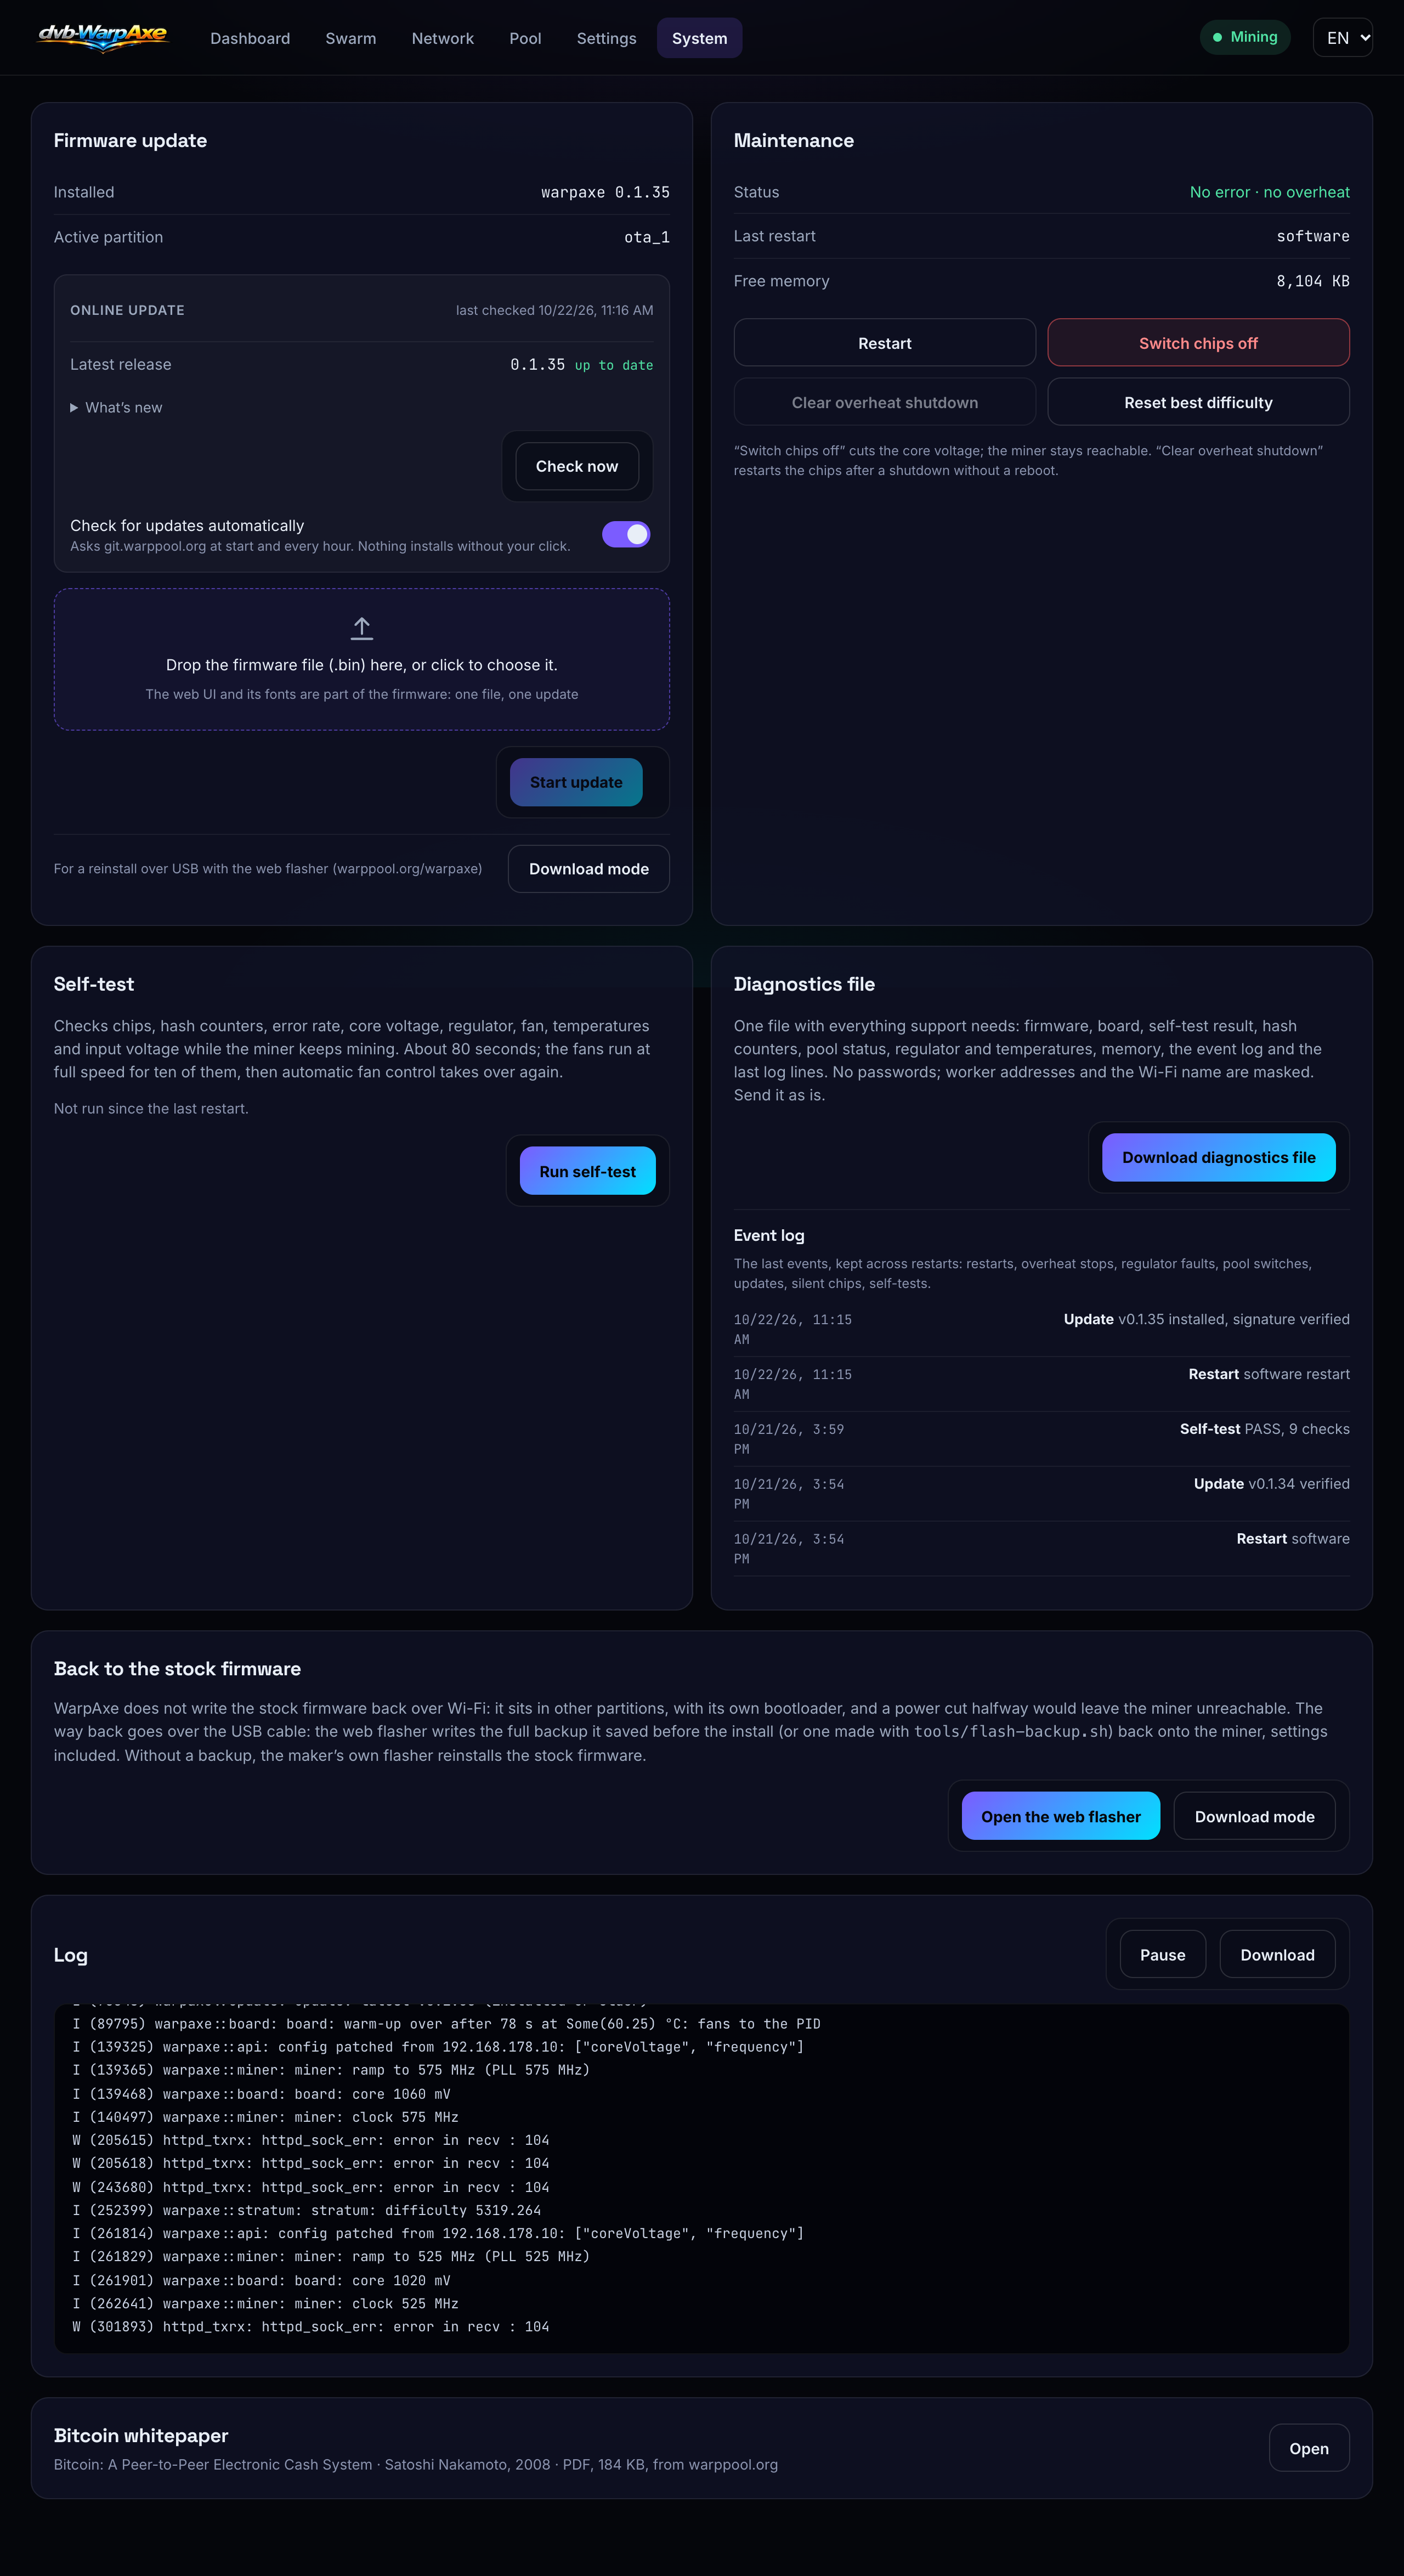 dvb-WarpAxe
Dashboard
Swarm
Network
Pool
Settings
System
Mining
EN
Firmware update
Installed
warpaxe 0.1.35
Active partition
ota_1
ONLINE UPDATE
last checked 10/22/26, 11:16 AM
Latest release
0.1.35 up to date
What’s new
Check now
Check for updates automatically
Asks git.warppool.org at start and every hour. Nothing installs without your click.
Drop the firmware file (.bin) here, or click to choose it.
The web UI and its fonts are part of the firmware: one file, one update
Start update
For a reinstall over USB with the web flasher (warppool.org/warpaxe)
Download mode
Maintenance
Status
No error · no overheat
Last restart
software
Free memory
8,104 KB
Restart
Switch chips off
Clear overheat shutdown
Reset best difficulty
“Switch chips off” cuts the core voltage; the miner stays reachable. “Clear overheat shutdown”
restarts the chips after a shutdown without a reboot.
Self-test
Checks chips, hash counters, error rate, core voltage, regulator, fan, temperatures
and input voltage while the miner keeps mining. About 80 seconds; the fans run at
full speed for ten of them, then automatic fan control takes over again.
Not run since the last restart.
Run self-test
Diagnostics file
One file with everything support needs: firmware, board, self-test result, hash
counters, pool status, regulator and temperatures, memory, the event log and the
last log lines. No passwords; worker addresses and the Wi-Fi name are masked.
Send it as is.
Download diagnostics file
Event log
The last events, kept across restarts: restarts, overheat stops, regulator faults, pool switches,
updates, silent chips, self-tests.
10/22/26, 11:15
AM
Update v0.1.35 installed, signature verified
10/22/26, 11:15
AM
Restart software restart
10/21/26, 3:59
PM
Self-test PASS, 9 checks
10/21/26, 3:54
PM
Update v0.1.34 verified
10/21/26, 3:54
PM
Restart software
Back to the stock firmware
WarpAxe does not write the stock firmware back over Wi-Fi: it sits in other partitions, with its own bootloader, and a power cut halfway would leave the miner unreachable. The
way back goes over the USB cable: the web flasher writes the full backup it saved before the install (or one made with tools/flash-backup.sh) back onto the miner, settings
included. Without a backup, the maker’s own flasher reinstalls the stock firmware.
Open the web flasher
Download mode
Log
Pause
Download
I (89795) warpaxe::board: board: warm-up over after 78 s at Some(60.25) °C: fans to the PID
I (139325) warpaxe::api: config patched from 192.168.178.10: ["coreVoltage", "frequency"]
I (139365) warpaxe::miner: miner: ramp to 575 MHz (PLL 575 MHz)
I (139468) warpaxe::board: board: core 1060 mV
I (140497) warpaxe::miner: miner: clock 575 MHz
W (205615) httpd_txrx: httpd_sock_err: error in recv : 104
W (205618) httpd_txrx: httpd_sock_err: error in recv : 104
W (243680) httpd_txrx: httpd_sock_err: error in recv : 104
I (252399) warpaxe::stratum: stratum: difficulty 5319.264
I (261814) warpaxe::api: config patched from 192.168.178.10: ["coreVoltage", "frequency"]
I (261829) warpaxe::miner: miner: ramp to 525 MHz (PLL 525 MHz)
I (261901) warpaxe::board: board: core 1020 mV
I (262641) warpaxe::miner: miner: clock 525 MHz
W (301893) httpd_txrx: httpd_sock_err: error in recv : 104
Bitcoin whitepaper
Bitcoin: A Peer-to-Peer Electronic Cash System · Satoshi Nakamoto, 2008 · PDF, 184 KB, from warppool.org
Open